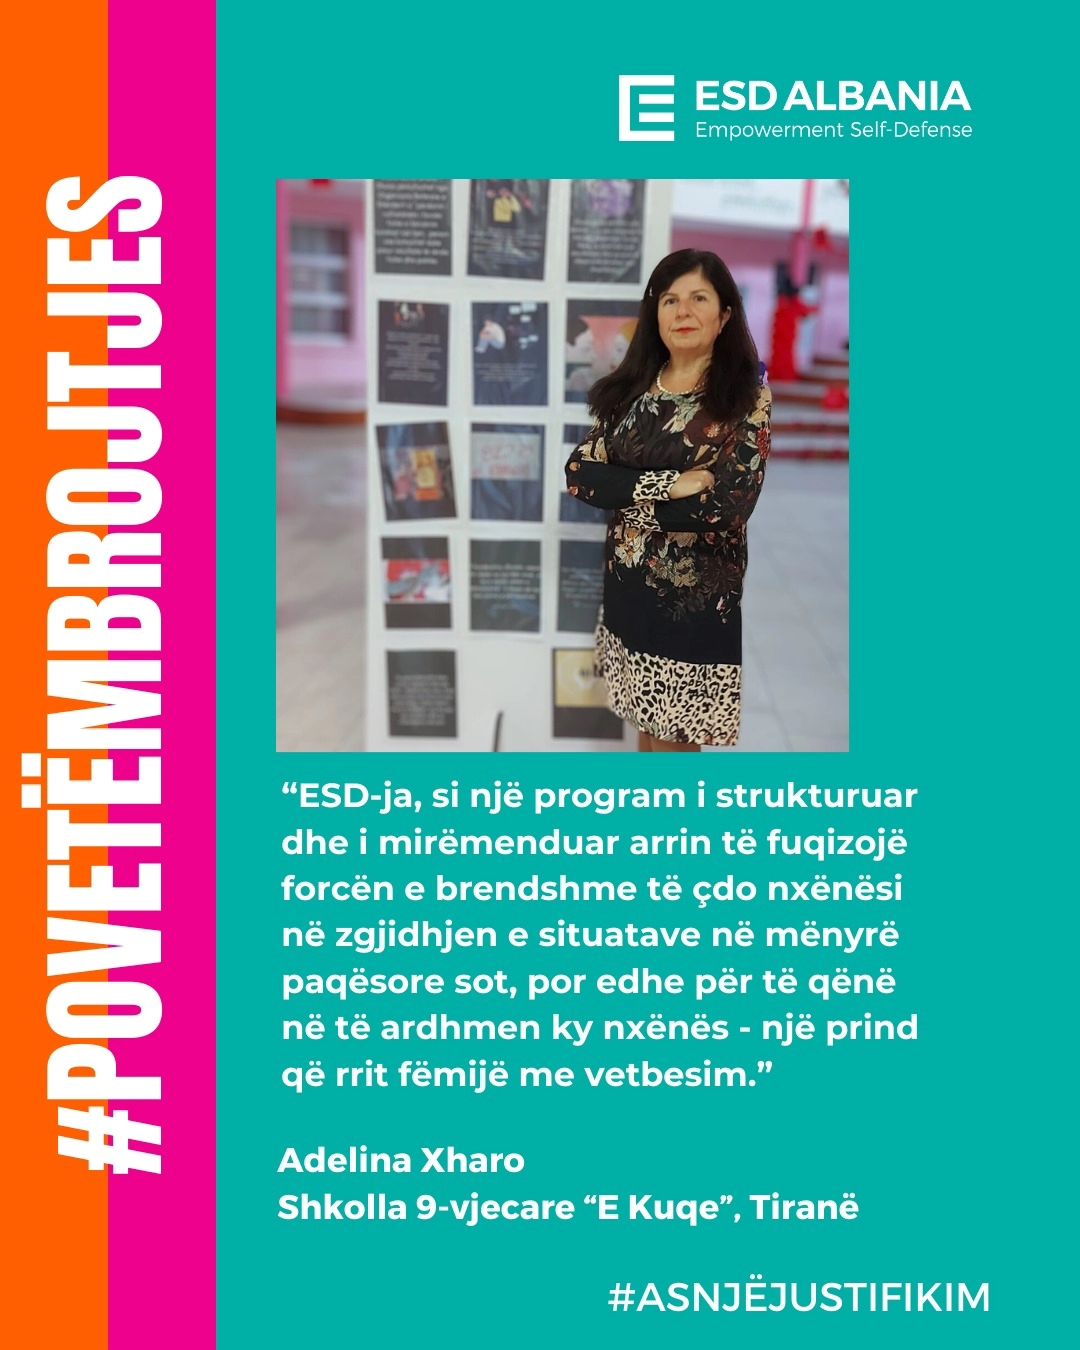 ESD ALBANIA
Empowerment Self-Defense
#POVETËMBROJTJES
“ESD-ja, si një program i strukturuar
dhe i mirëmenduar arrin të fuqizojë
forcën e brendshme të çdo nxënësi
në zgjidhjen e situatave në mënyrë
paqësore sot, por edhe për të qënë
në të ardhmen ky nxënës - një prind
që rrit fëmijë me vetbesim.”
Adelina Xharo
Shkolla 9-vjecare “E Kuqe”, Tiranë
#ASNJËJUSTIFIKIM